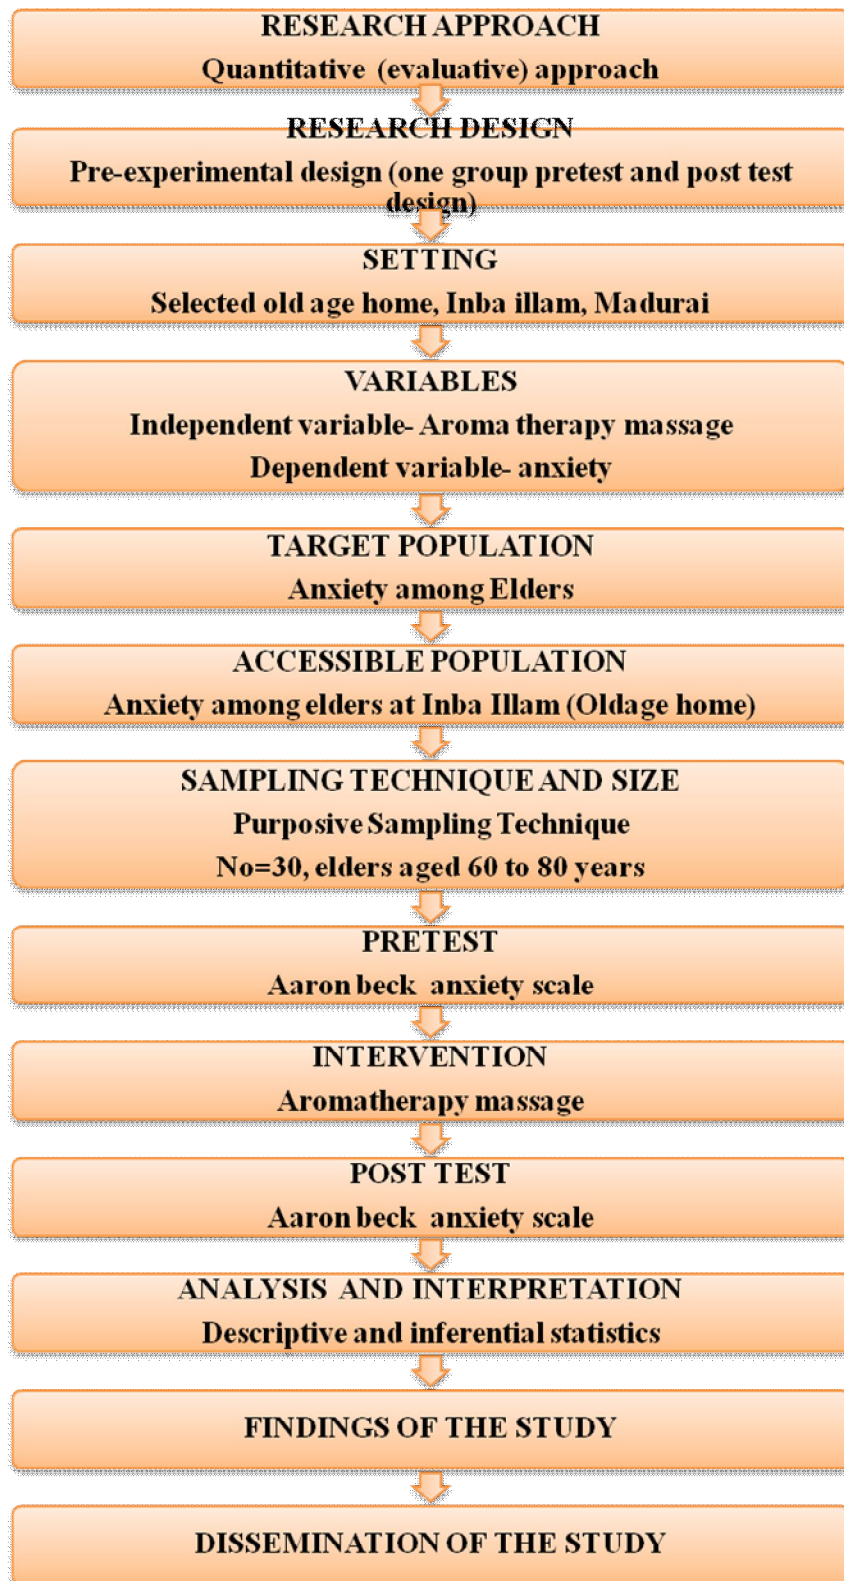 RESEARCH APPROACH
Quantitative (evaluative) approach
RESEARCH DESIGN
Pre-experimental design (one group pretest and post test
design)
SETTING
Selected old age home, Inba illam, Madurai
VARIABLES
Independent variable- Aroma therapy massage
Dependent variable- anxiety
TARGET POPULATION
Anxiety among Elders
ACCESSIBLE POPULATION
Anxiety among elders at Inba Illam (Oldage home)
SAMPLING TECHNIQUE AND SIZE
Purposive Sampling Technique
No=30, elders aged 60 to 80 years
PRETEST
Aaron beck anxiety scale
INTERVENTION
Aromatherapy massage
POST TEST
Aaron beck anxiety scale
ANALYSIS AND INTERPRETATION
Descriptive and inferential statistics
FINDINGS OF THE STUDY
DISSEMINATION OF THE STUDY